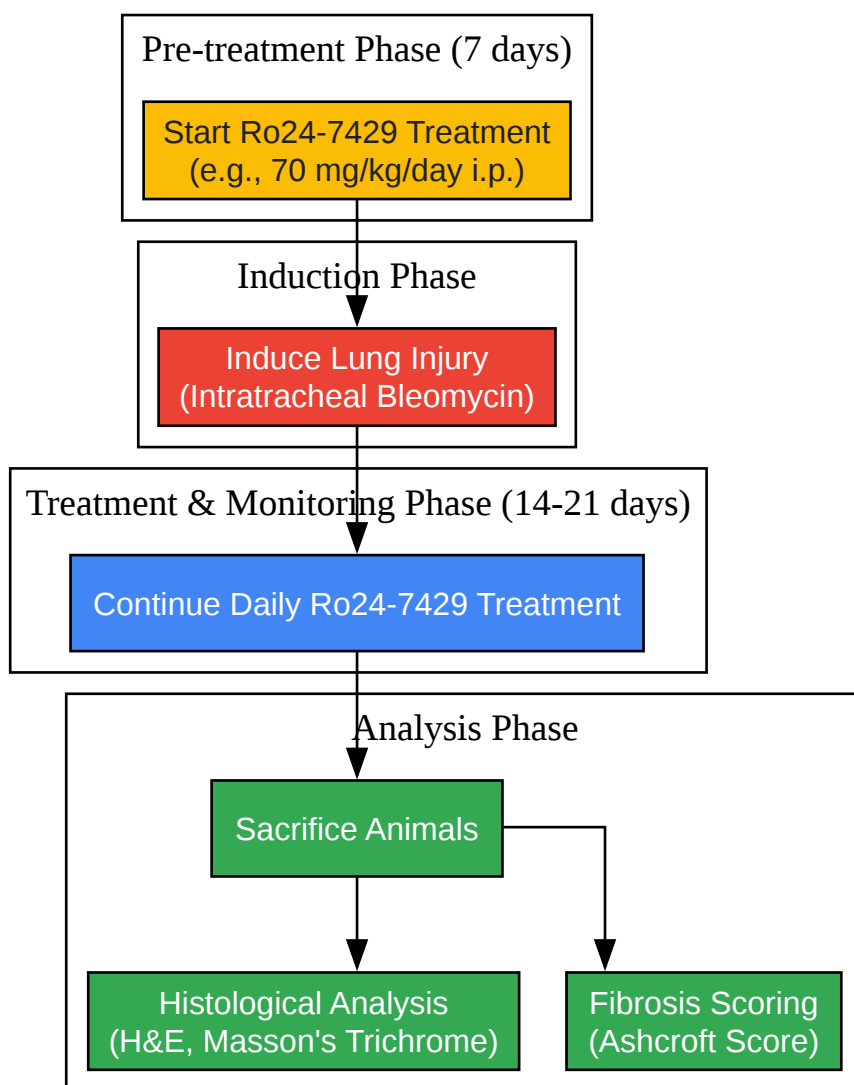 Pre-treatment Phase (7 days)
Start Ro24-7429 Treatment
(e.g., 70 mg/kg/day i.p.)
Induction Phase
Induce Lung Injury
(Intratracheal Bleomycin)
Treatment & Monitoring Phase (14-21 days)
Continue Daily Ro24-7429 Treatment
Analysis Phase
Sacrifice Animals
Histological Analysis
(H&E, Masson's Trichrome)
Fibrosis Scoring
(Ashcroft Score)